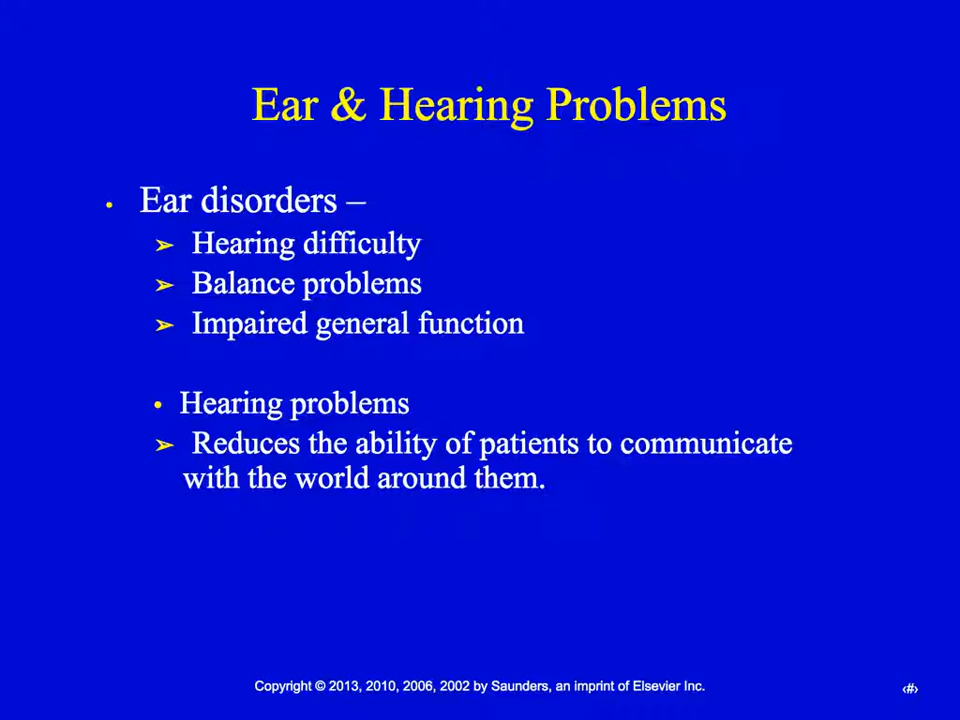 Ear & Hearing Problems
• Ear disorders –
➢ Hearing difficulty
➢ Balance problems
➢ Impaired general function
• Hearing problems
➢ Reduces the ability of patients to communicate
with the world around them.
Copyright © 2013, 2010, 2006, 2002 by Saunders, an imprint of Elsevier Inc.
‹#›